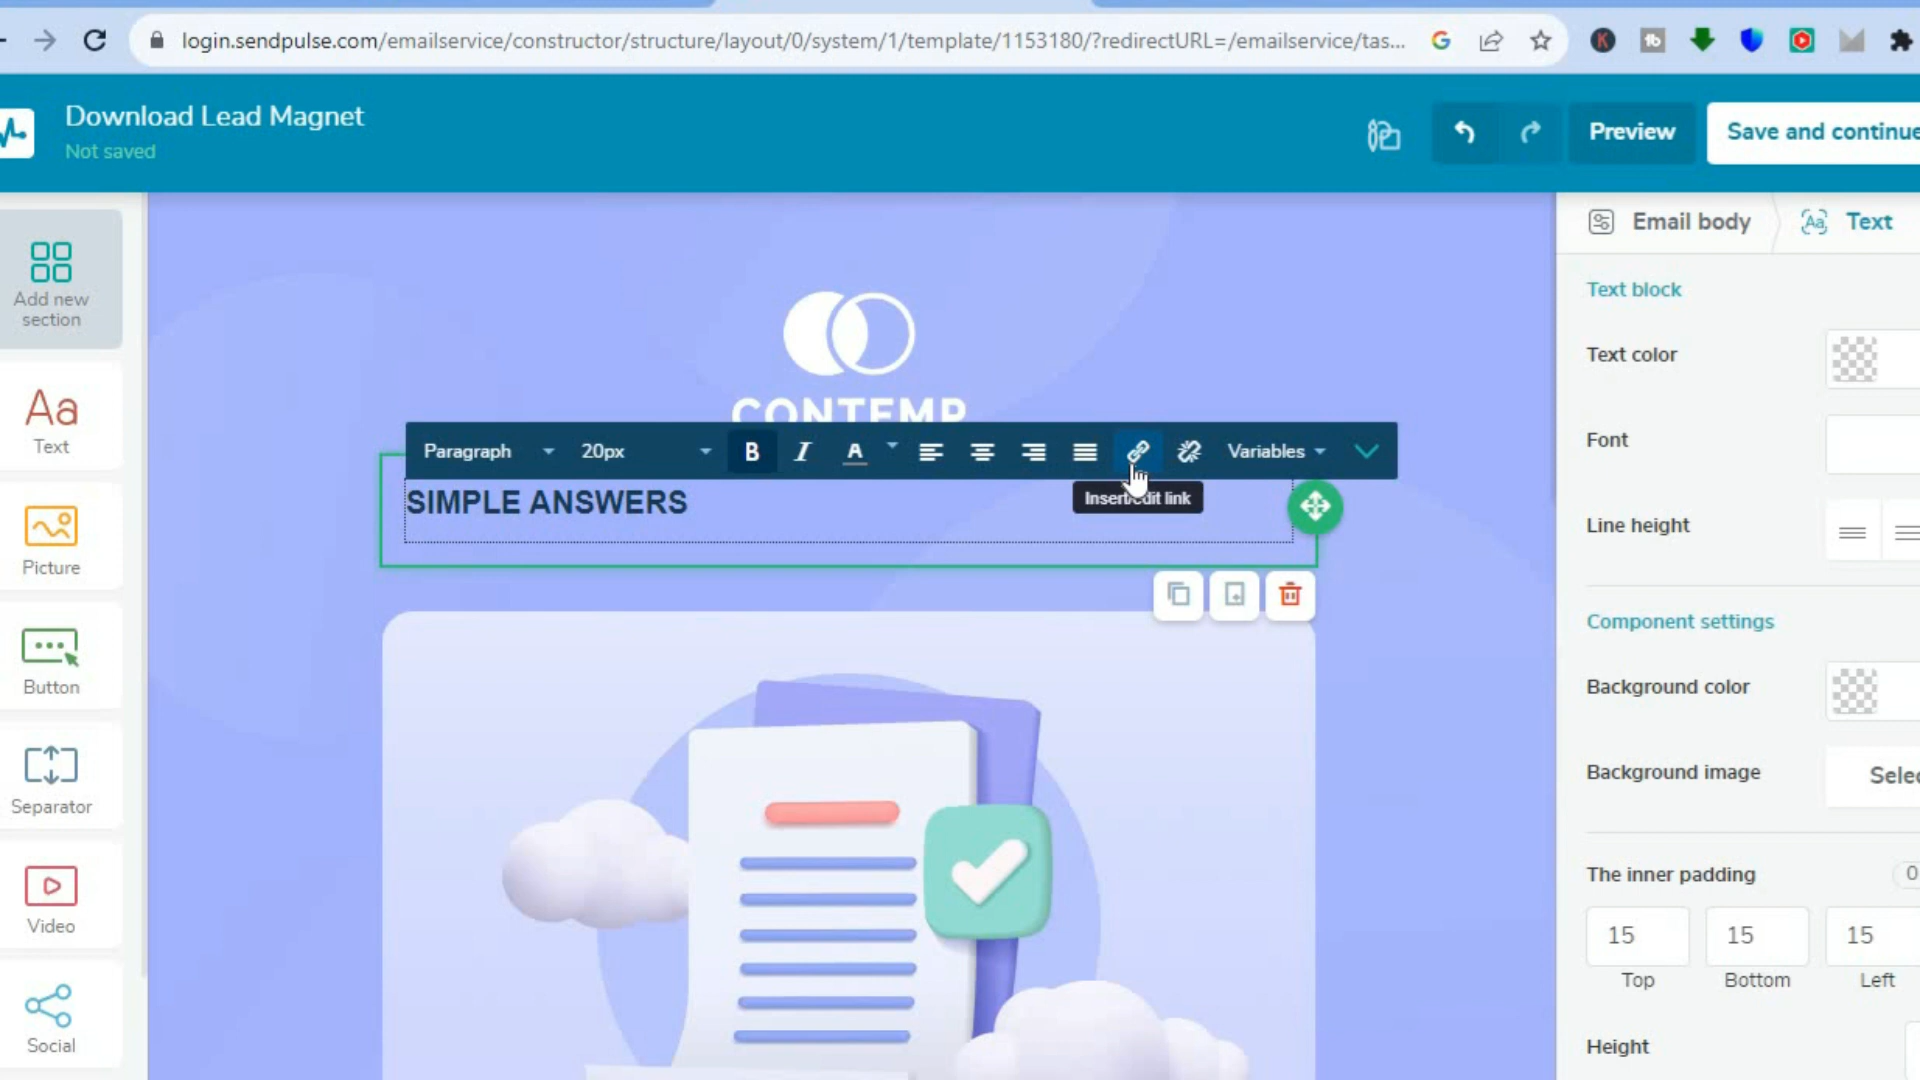 login.sendpulse.com/emailservice/constructor/structure/layout/0/system/1/template/1153180/?redirectURL=/emailservice/tas...
Download Lead Magnet
Not saved
Preview
Save and continue
Add new
section
Text
Picture
Button
Separator
Video
Social
CONTEMP
Paragraph
20px
B
I
A
Variables
Insert/edit link
SIMPLE ANSWERS
Email body
Text
Text block
Text color
Font
Line height
Component settings
Background color
Background image
Selec
The inner padding
0
15
15
15
Top
Bottom
Left
Height